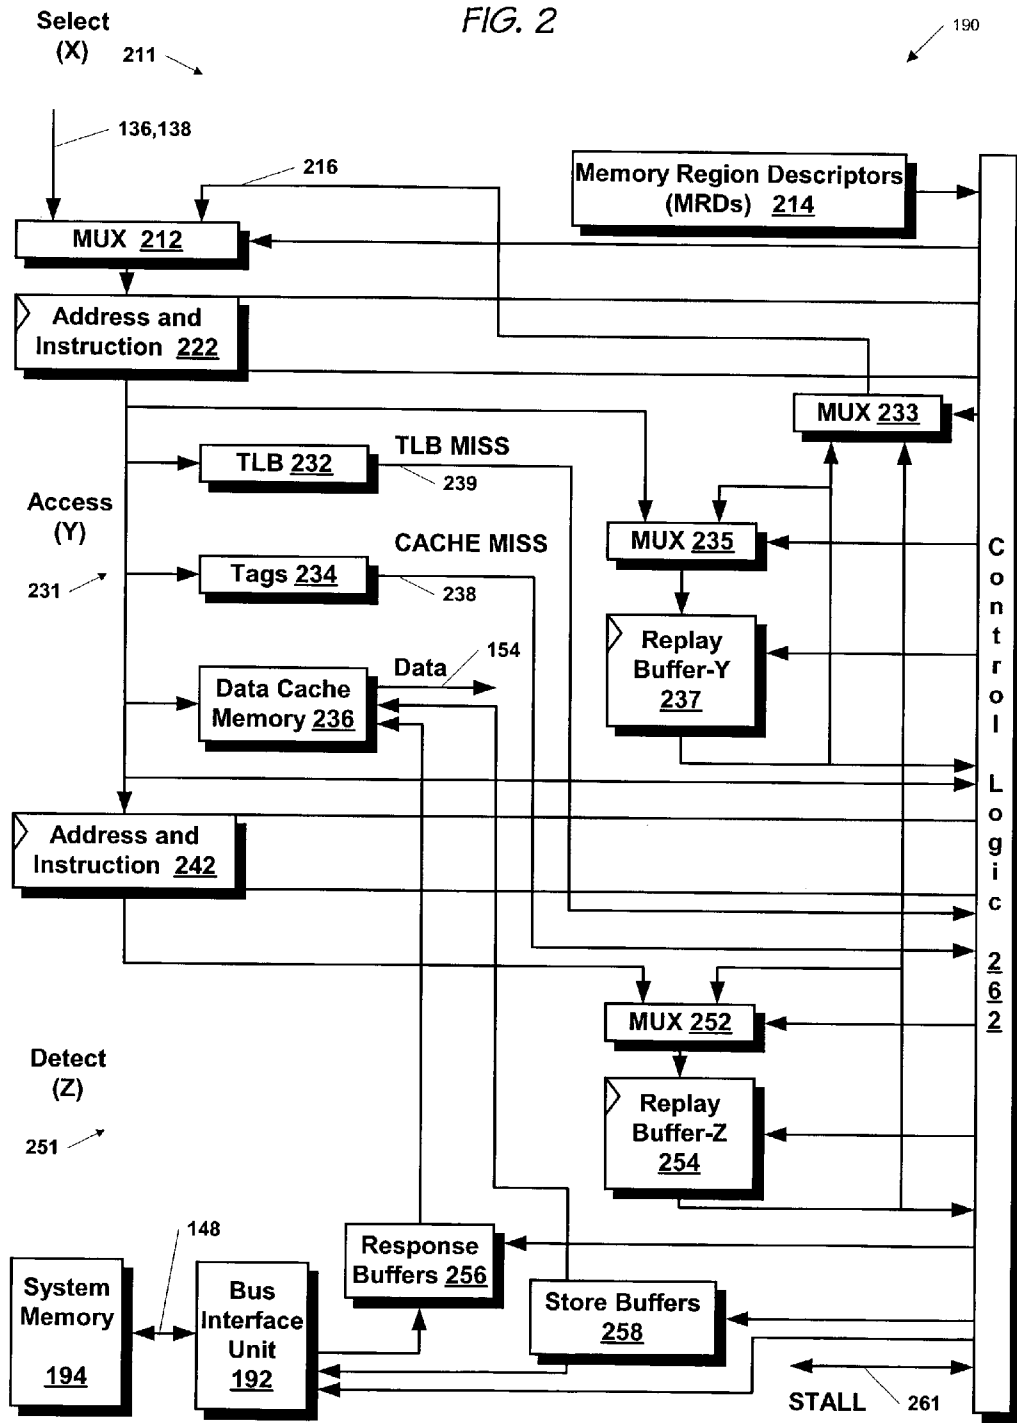 FIG. 2
190
Select
(X)
211
136,138
216
Memory Region Descriptors
(MRDs) 214
MUX 212
Address and
Instruction 222
MUX 233
TLB 232
TLB MISS
239
Access
(Y)
231
MUX 235
CACHE MISS
Tags 234
238
Replay
Buffer-Y
237
Data
154
Data Cache
Memory 236
Control Logic 262
Address and
Instruction 242
MUX 252
Detect
(Z)
251
Replay
Buffer-Z
254
148
Response
Buffers 256
System
Memory
194
Bus
Interface
Unit
192
Store Buffers
258
STALL
261